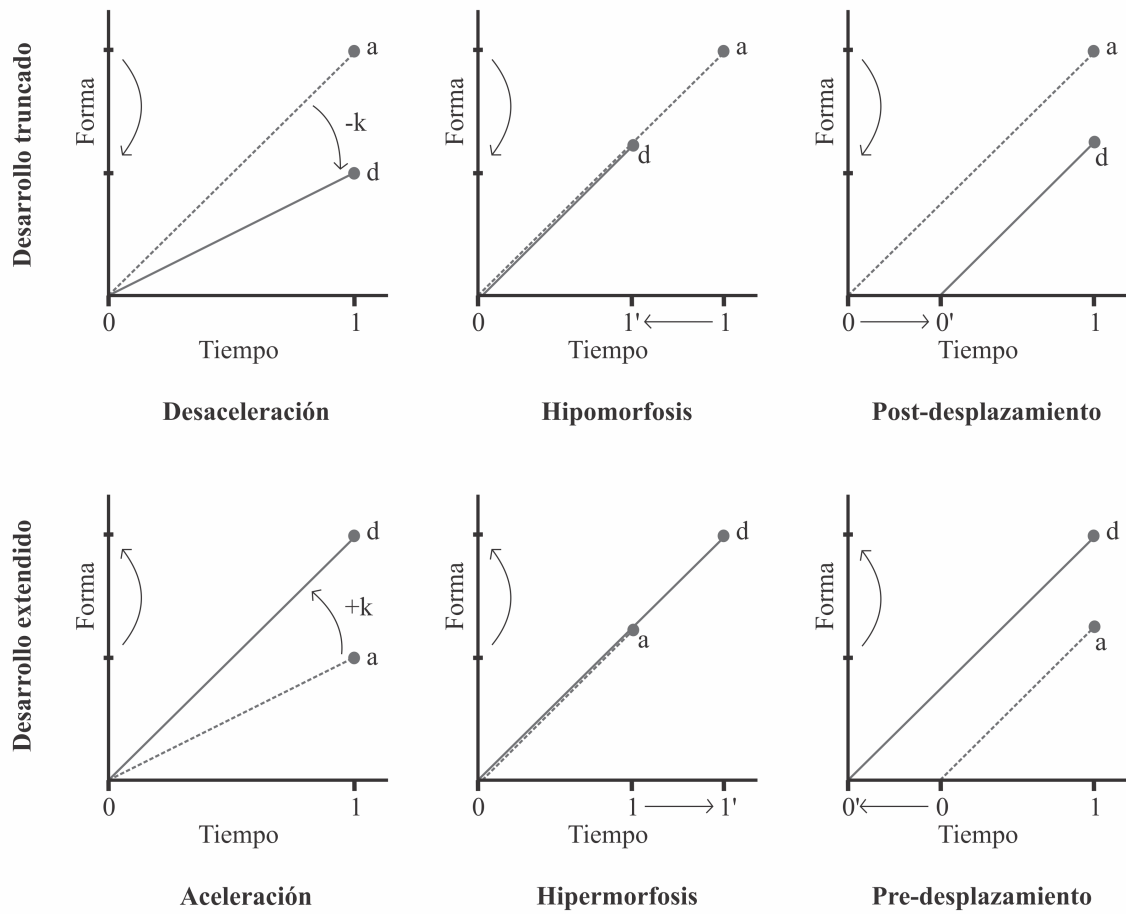 Desarrollo truncado
Forma
a
-k
d
0
1
Tiempo
Desaceleración
Forma
a
d
0
1'
1
Tiempo
Hipomorfosis
Forma
a
d
0
0'
1
Tiempo
Post-desplazamiento
Desarrollo extendido
Forma
d
+k
a
0
1
Tiempo
Aceleración
Forma
d
a
0
1
1'
Tiempo
Hipermorfosis
Forma
d
a
0'
0
1
Tiempo
Pre-desplazamiento